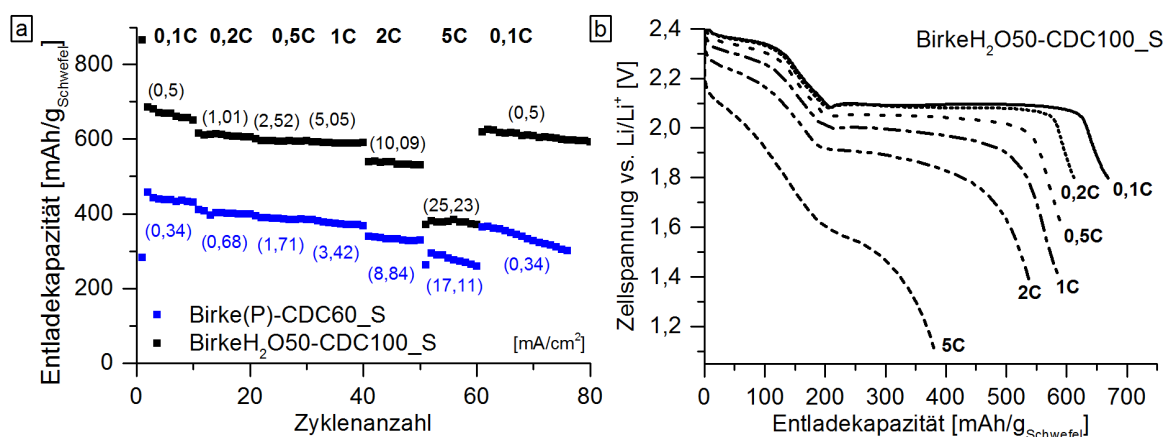 a
0,1C 0,2C 0,5C 1C 2C 5C 0,1C
800
600
400
200
0
Entladekapazität [mAh/g_Schwefel]
(0,5)
(1,01)
(2,52)
(5,05)
(10,09)
(25,23)
(0,5)
(0,34)
(0,68)
(1,71)
(3,42)
(8,84)
(17,11)
(0,34)
Birke(P)-CDC60_S
BirkeH₂O50-CDC100_S
[mA/cm²]
0 20 40 60 80
Zyklenanzahl
b
BirkeH₂O50-CDC100_S
2,4
2,2
2,0
1,8
1,6
1,4
1,2
Zellspannung vs. Li/Li⁺ [V]
0,1C
0,2C
0,5C
1C
2C
5C
0 100 200 300 400 500 600 700
Entladekapazität [mAh/g_Schwefel]